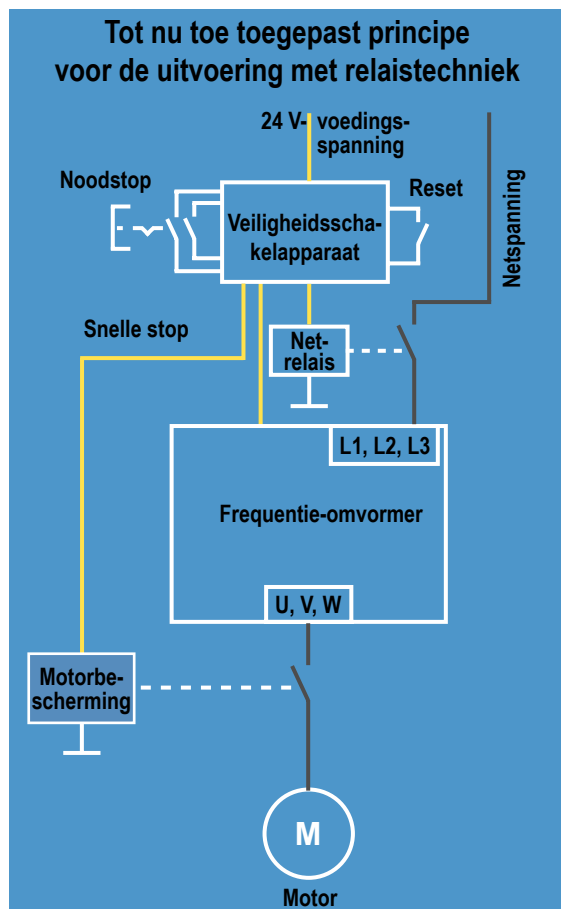 Tot nu toe toegepast principe
voor de uitvoering met relaistechniek
24 V- voedings-
spanning
Noodstop
Reset
Veiligheidsscha-
kelapparaat
Netspanning
Snelle stop
Net-
relais
L1, L2, L3
Frequentie-omvormer
U, V, W
Motorbe-
scherming
M
Motor